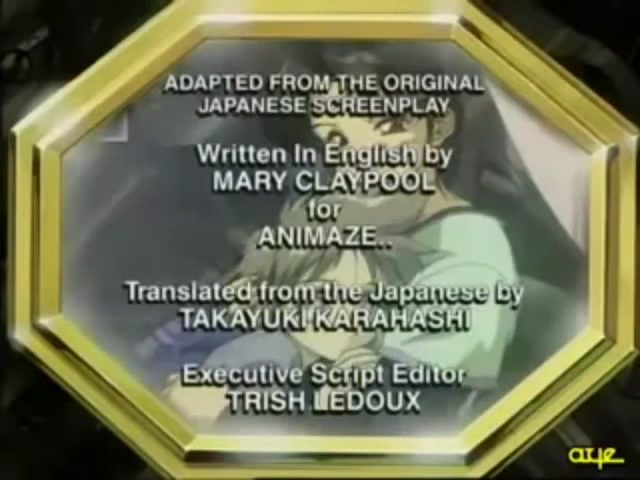 ADAPTED FROM THE ORIGINAL
JAPANESE SCREENPLAY
Written In English by
MARY CLAYPOOL
for
ANIMAZE..
Translated from the Japanese by
TAKAYUKI KARAHASHI
Executive Script Editor
TRISH LEDOUX
aye